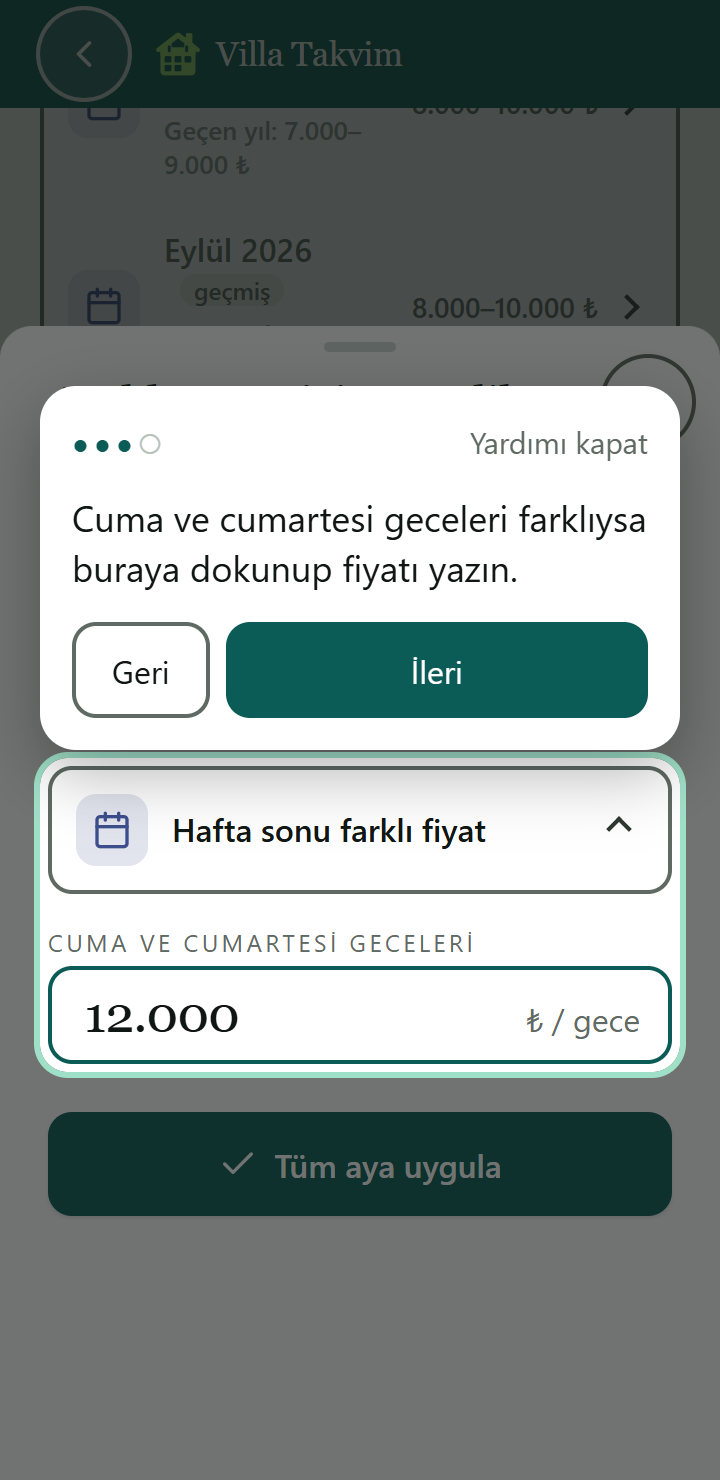 Villa Takvim
Geçen yıl: 7.000–
9.000 ₺
Eylül 2026
geçmiş
8.000–10.000 ₺
Yardımı kapat
Cuma ve cumartesi geceleri farklıysa
buraya dokunup fiyatı yazın.
Geri
İleri
Hafta sonu farklı fiyat
CUMA VE CUMARTESİ GECELERİ
12.000
₺ / gece
Tüm aya uygula